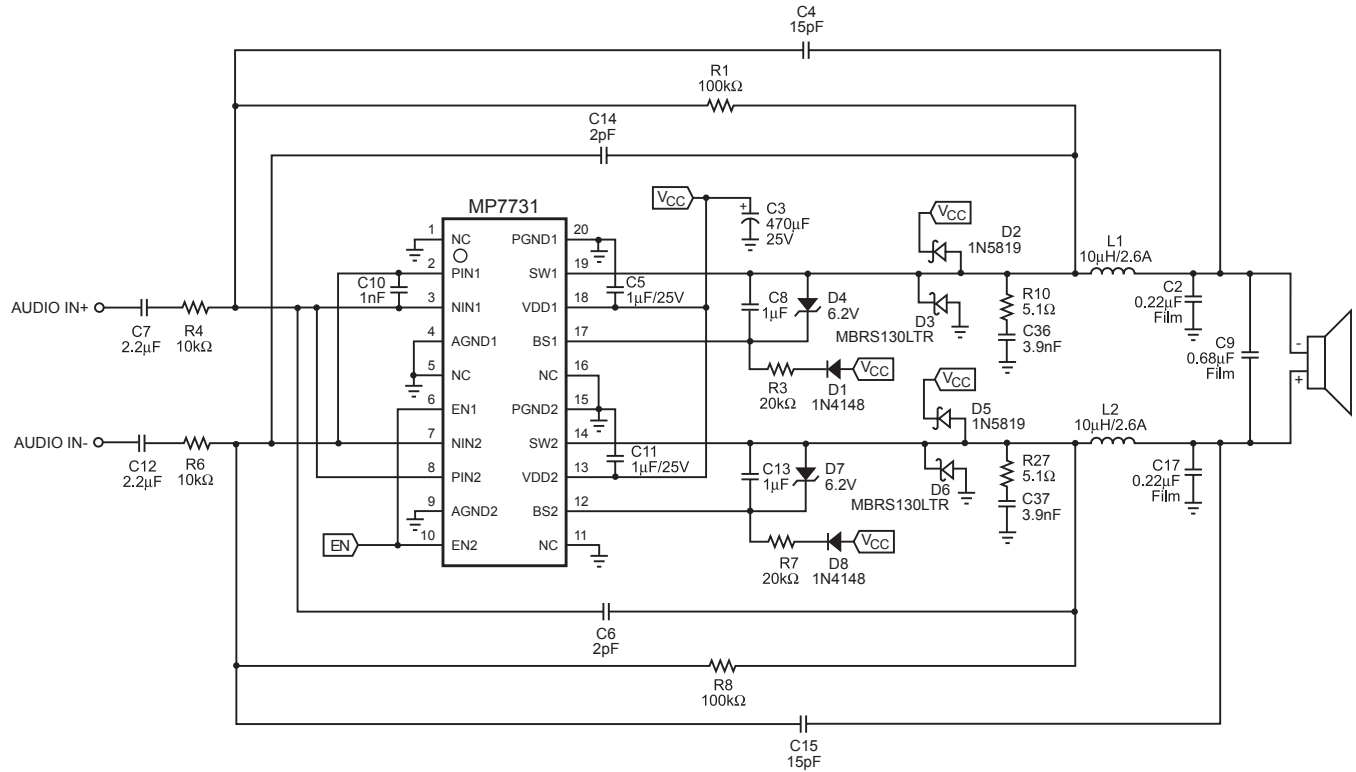 C4
15pF
R1
100kΩ
C14
2pF
VCC
C3
470µF
25V
+
MP7731
1 NC PGND1 20
2 PIN1 SW1 19
3 NIN1 VDD1 18
4 AGND1 BS1 17
5 NC NC 16
6 EN1 PGND2 15
7 NIN2 SW2 14
8 PIN2 VDD2 13
9 AGND2 BS2 12
10 EN2 NC 11
C10
1nF
AUDIO IN+
C7
2.2µF
R4
10kΩ
AUDIO IN-
C12
2.2µF
R6
10kΩ
EN
C5
1µF/25V
C11
1µF/25V
C8
1µF
D4
6.2V
R3
20kΩ
D1
1N4148
VCC
VCC
D2
1N5819
D3
MBRS130LTR
R10
5.1Ω
C36
3.9nF
L1
10µH/2.6A
C2
0.22µF
Film
C9
0.68µF
Film
-
+
C13
1µF
D7
6.2V
R7
20kΩ
D8
1N4148
VCC
VCC
D5
1N5819
D6
MBRS130LTR
R27
5.1Ω
C37
3.9nF
L2
10µH/2.6A
C17
0.22µF
Film
C6
2pF
R8
100kΩ
C15
15pF